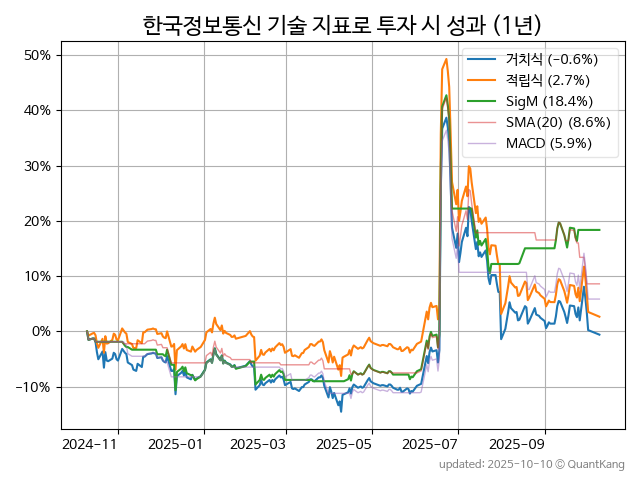 한국정보통신 기술 지표로 투자 시 성과 (1년)
50%
40%
30%
20%
10%
0%
−10%
거치식 (−0.6%)
적립식 (2.7%)
SigM (18.4%)
SMA(20) (8.6%)
MACD (5.9%)
2024-11
2025-01
2025-03
2025-05
2025-07
2025-09
updated: 2025-10-10 © QuantKang